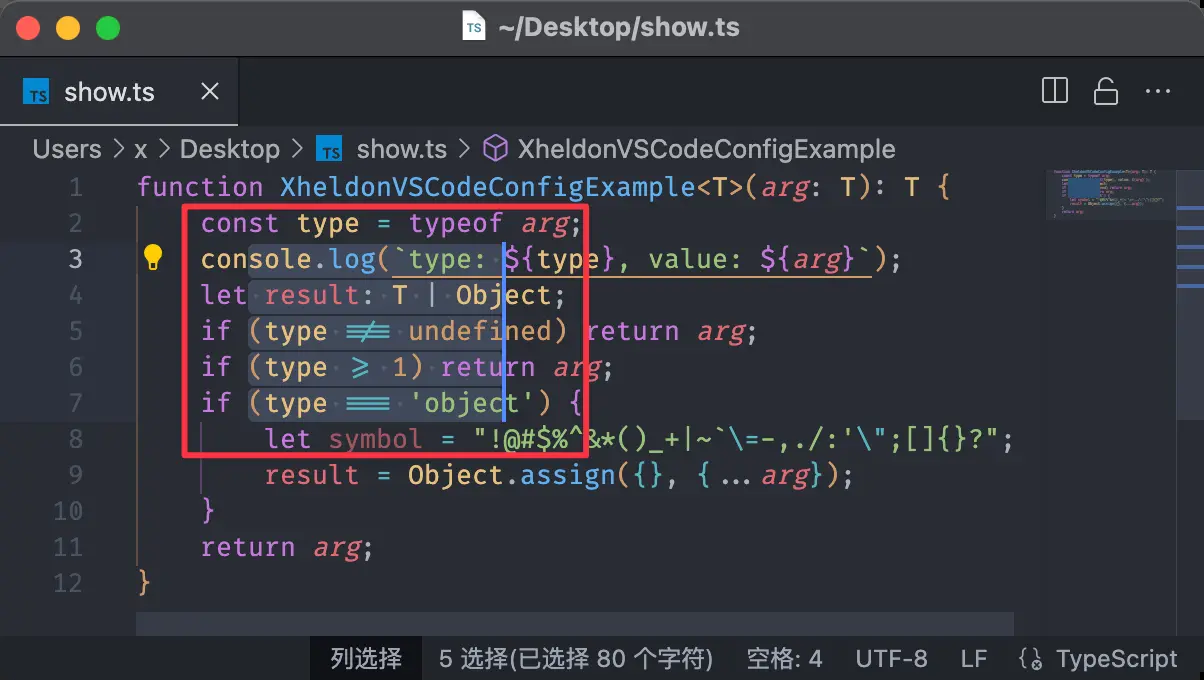 TS ~/Desktop/show.ts
TS show.ts
Users > x > Desktop > TS show.ts > XheldonVSCodeConfigExample
1 function XheldonVSCodeConfigExample<T>(arg: T): T {
2 const type = typeof arg;
3 console.log(`type: ${type}, value: ${arg}`);
4 let result: T | Object;
5 if (type !== undefined) return arg;
6 if (type >= 1) return arg;
7 if (type === 'object') {
8 let symbol = "!@#$%^&*()_+|~`\=-,./:'\";[]{}?";
9 result = Object.assign({}, {...arg});
10 }
11 return arg;
12 }
列选择 5 选择(已选择 80 个字符) 空格: 4 UTF-8 LF TypeScript